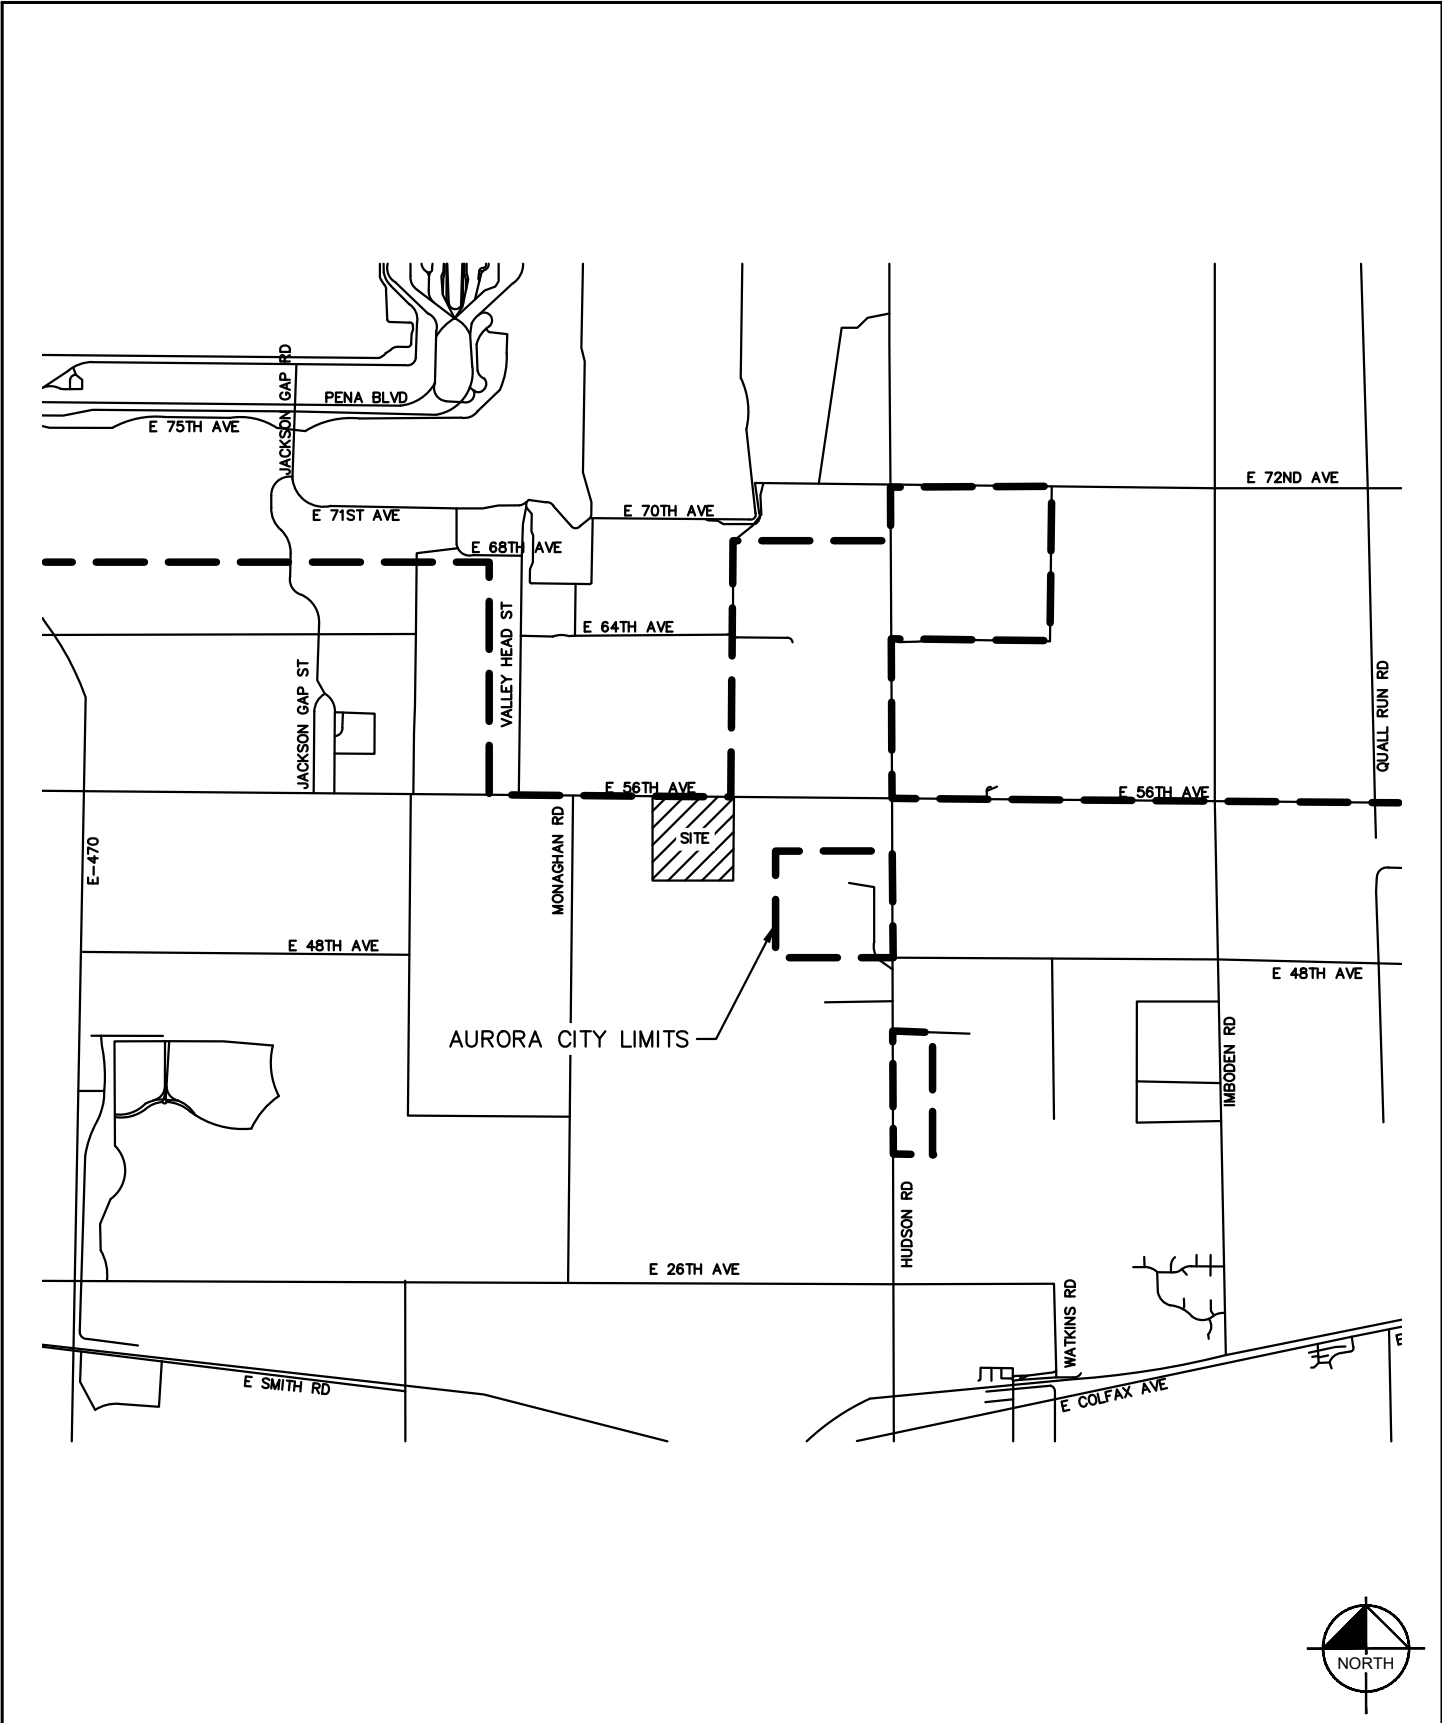 JACKSON GAP RD
PENA BLVD
E 75TH AVE
E 72ND AVE
E 71ST AVE
E 70TH AVE
E 68TH AVE
VALLEY HEAD ST
E 64TH AVE
JACKSON GAP ST
QUALL RUN RD
E 56TH AVE
E 56TH AVE
SITE
E-470
MONAGHAN RD
E 48TH AVE
E 48TH AVE
AURORA CITY LIMITS
IMBODEN RD
HUDSON RD
E 26TH AVE
WATKINS RD
E SMITH RD
E COLFAX AVE
E
NORTH